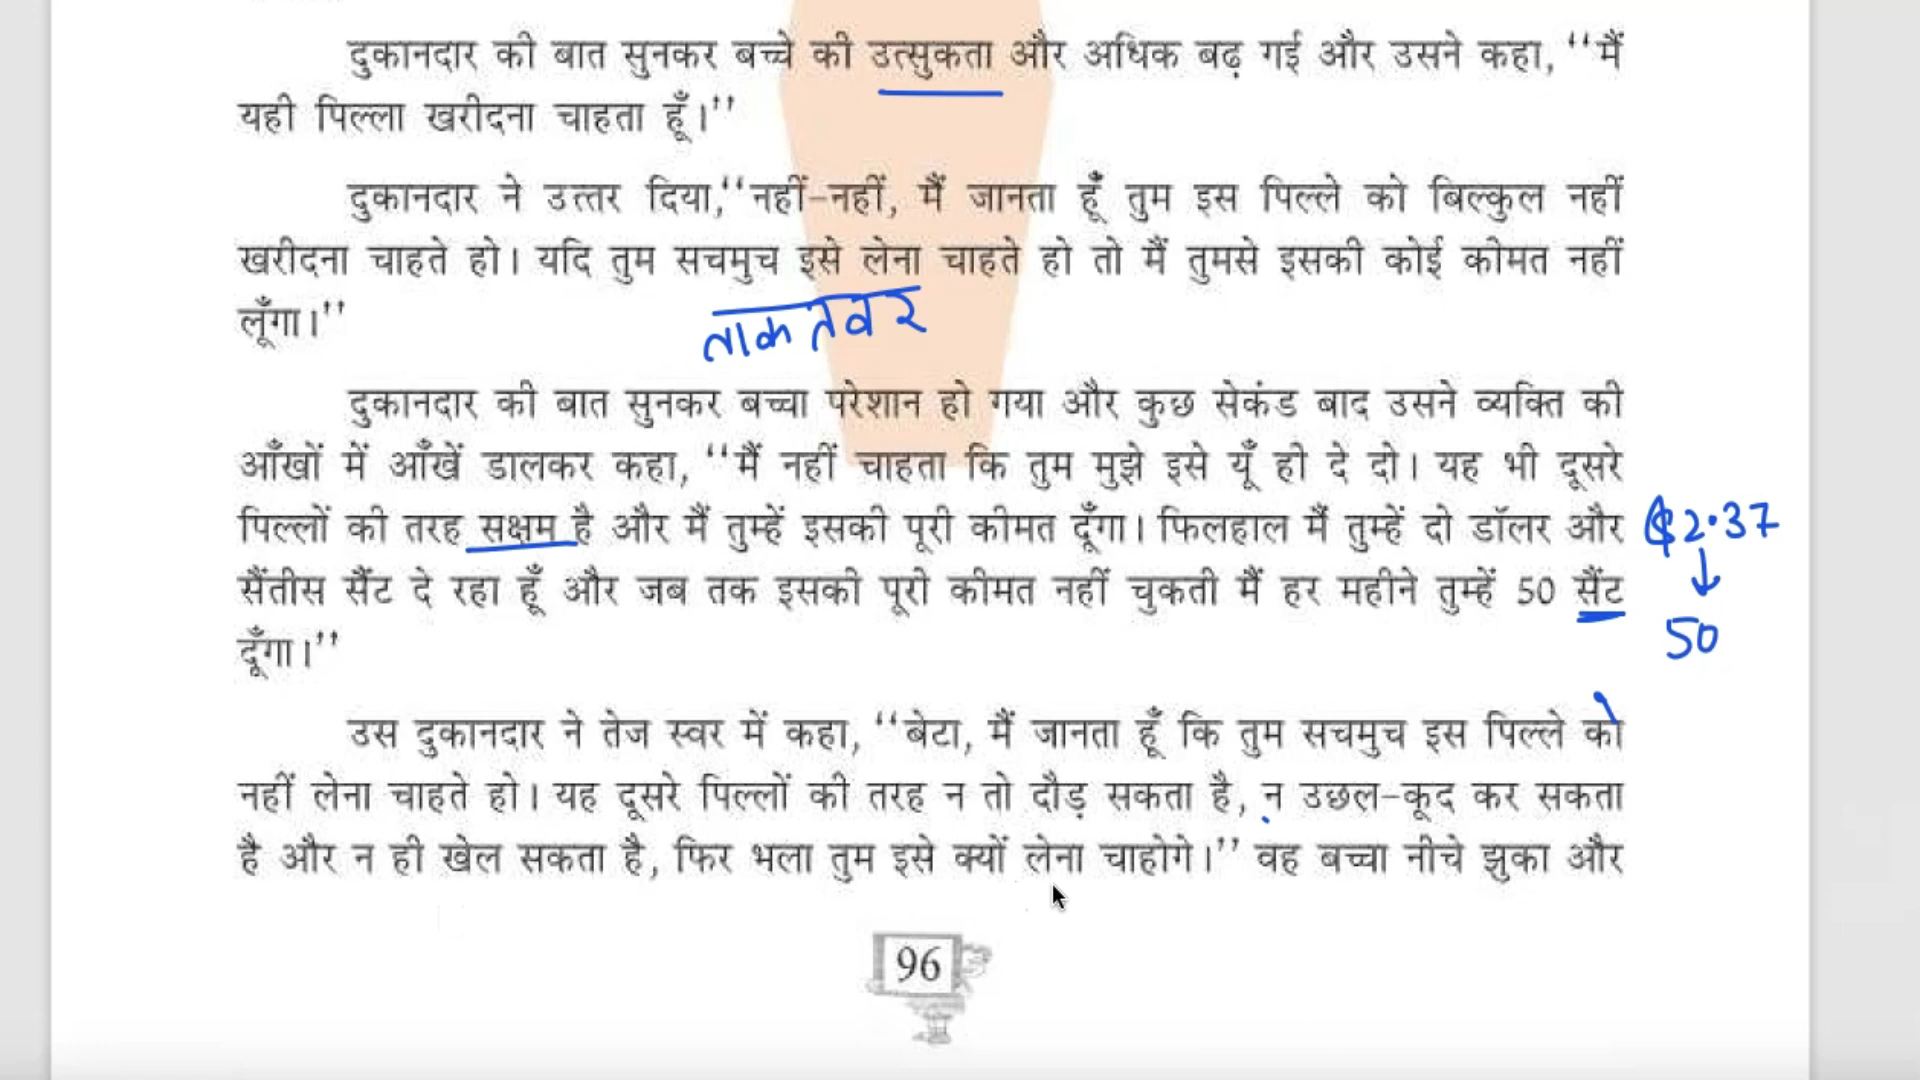 दुकानदार की बात सुनकर बच्चे की उत्सुकता और अधिक बढ़ गई और उसने कहा, ‘‘मैं
यही पिल्ला खरीदना चाहता हूँ।’’
दुकानदार ने उत्तर दिया,‘‘नहीं-नहीं, मैं जानता हूँ तुम इस पिल्ले को बिल्कुल नहीं
खरीदना चाहते हो। यदि तुम सचमुच इसे लेना चाहते हो तो मैं तुमसे इसकी कोई कीमत नहीं
लूँगा।’’
ताकतवर
दुकानदार की बात सुनकर बच्चा परेशान हो गया और कुछ सेकंड बाद उसने व्यक्ति की
आँखों में आँखें डालकर कहा, ‘‘मैं नहीं चाहता कि तुम मुझे इसे यूँ ही दे दो। यह भी दूसरे
पिल्लों की तरह सक्षम है और मैं तुम्हें इसकी पूरी कीमत दूँगा। फिलहाल मैं तुम्हें दो डॉलर और $2.37
सैंतीस सैंट दे रहा हूँ और जब तक इसकी पूरी कीमत नहीं चुकती मैं हर महीने तुम्हें 50 सैंट
50
दूँगा।’’
उस दुकानदार ने तेज स्वर में कहा, ‘‘बेटा, मैं जानता हूँ कि तुम सचमुच इस पिल्ले को
नहीं लेना चाहते हो। यह दूसरे पिल्लों की तरह न तो दौड़ सकता है, न उछल-कूद कर सकता
है और न ही खेल सकता है, फिर भला तुम इसे क्यों लेना चाहोगे।’’ वह बच्चा नीचे झुका और
96